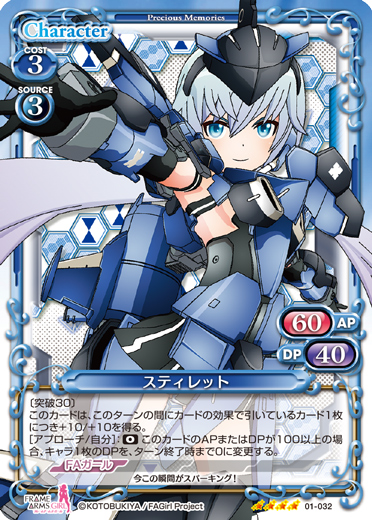 Precious Memories
Character
COST
3
SOURCE
3
60 AP
DP 40
スティレット
[突破30]
このカードは、このターンの間にカードの効果で引いているカード1枚
につき+10/+10を得る。
[アプローチ/自分]: このカードのAPまたはDPが100以上の場
合、キャラ1枚のDPを、ターン終了時まで0に変更する。
FAガール
今この瞬間がスパーキング!
FRAME
ARMS GIRL
©KOTOBUKIYA / FAGirl Project
01-032